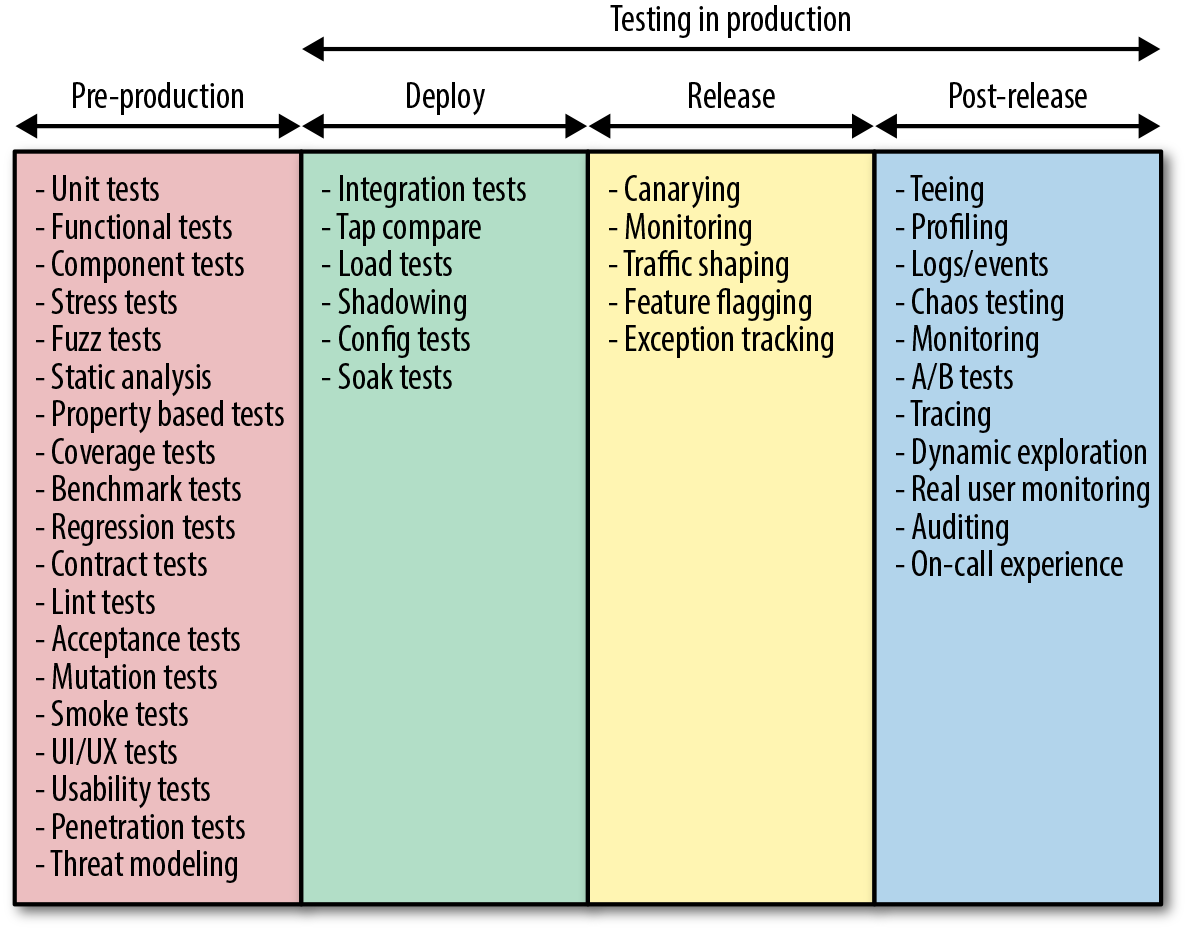 Testing in production
Pre-production
Deploy
Release
Post-release
- Unit tests
- Functional tests
- Component tests
- Stress tests
- Fuzz tests
- Static analysis
- Property based tests
- Coverage tests
- Benchmark tests
- Regression tests
- Contract tests
- Lint tests
- Acceptance tests
- Mutation tests
- Smoke tests
- UI/UX tests
- Usability tests
- Penetration tests
- Threat modeling
- Integration tests
- Tap compare
- Load tests
- Shadowing
- Config tests
- Soak tests
- Canarying
- Monitoring
- Traffic shaping
- Feature flagging
- Exception tracking
- Teeing
- Profiling
- Logs/events
- Chaos testing
- Monitoring
- A/B tests
- Tracing
- Dynamic exploration
- Real user monitoring
- Auditing
- On-call experience